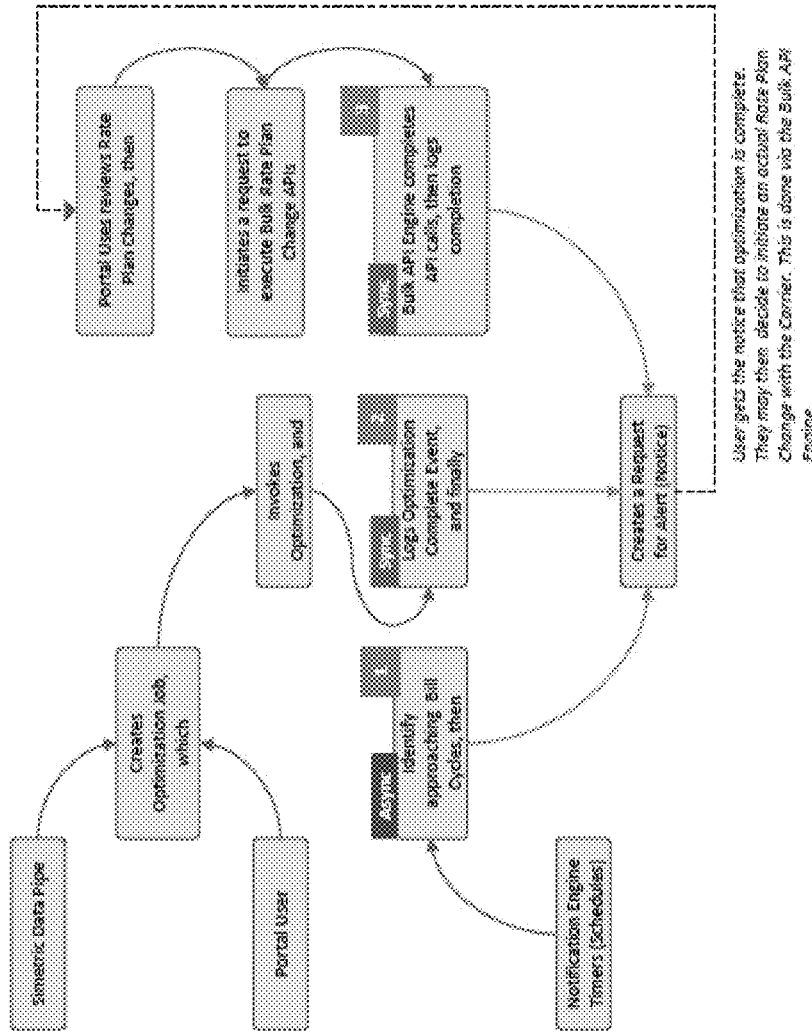 Simetric Data Pipe
Portal User
Creates
Optimization Job,
which
Invokes
Optimization, and
Portal Uses reviews Rate
Plan Changes, then
Initiates a request to
execute Bulk Rate Plan
Change APIs
Notification Engine
Timers (Schedules)
Async
Identify
approaching Bill
Cycles, then
Logs Optimization
Complete Event,
and finally
Bulk API Engine completes
API calls, then logs
completion
Creates a Request
for Alert (Notice)
User gets the notice that optimization is complete.
They may then decide to initiate an actual Rate Plan
Change with the Carrier. This is done via the Bulk API
Engine